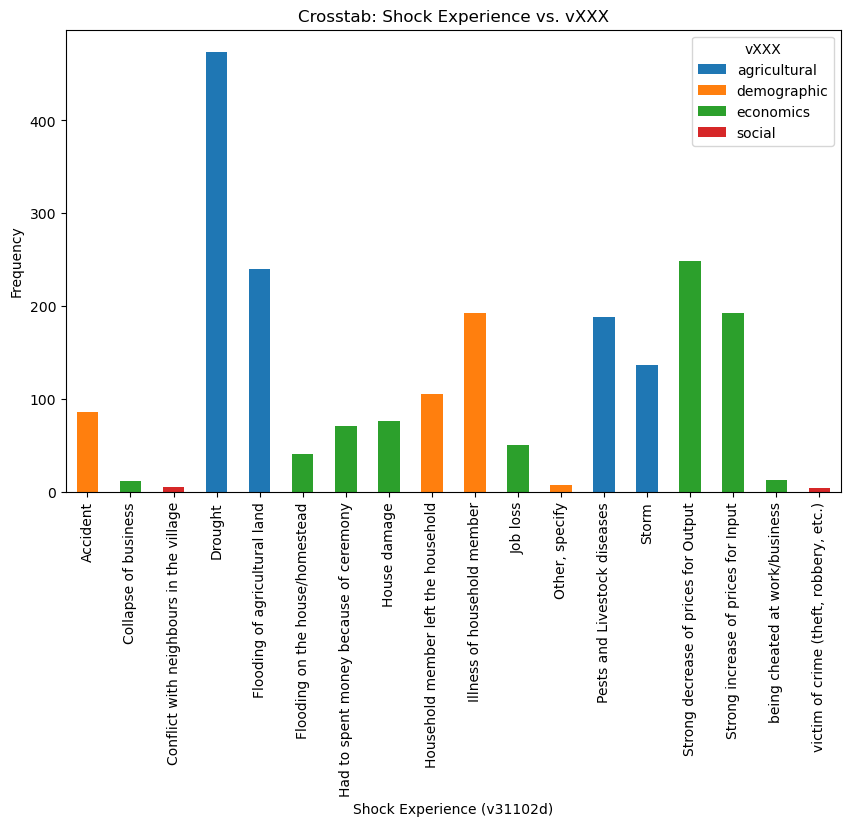 Crosstab: Shock Experience vs. vXXX
vXXX
agricultural
demographic
economics
social
Frequency
400
300
200
100
0
Accident
Collapse of business
Conflict with neighbours in the village
Drought
Flooding of agricultural land
Flooding on the house/homestead
Had to spent money because of ceremony
House damage
Household member left the household
Illness of household member
Job loss
Other, specify
Pests and Livestock diseases
Storm
Strong decrease of prices for Output
Strong increase of prices for Input
being cheated at work/business
victim of crime (theft, robbery, etc.)
Shock Experience (v31102d)